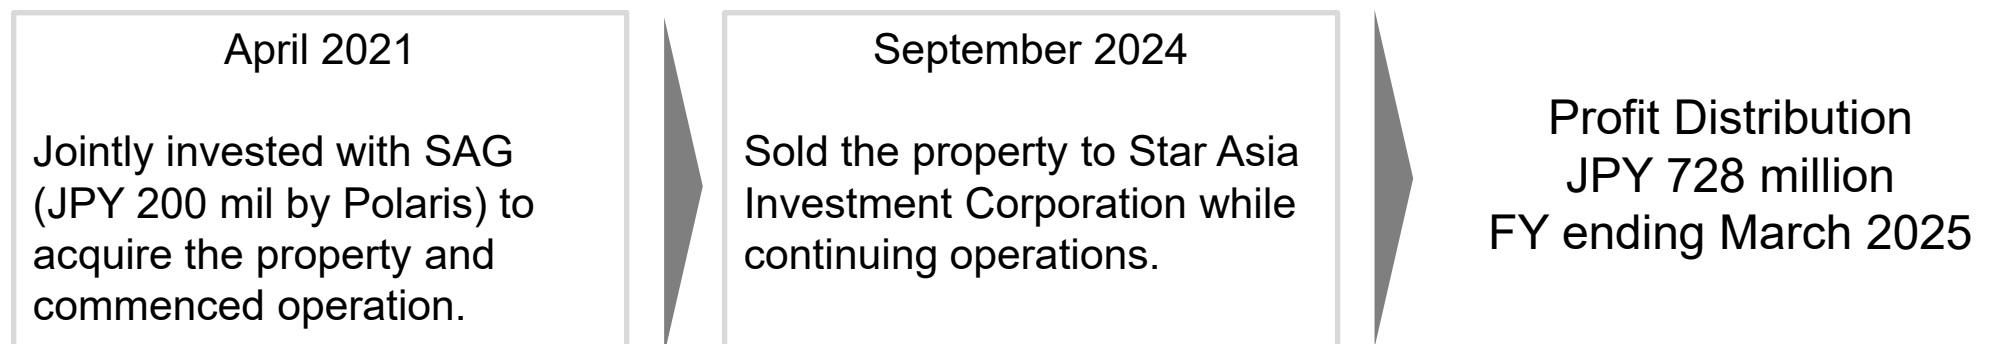 April 2021
Jointly invested with SAG
(JPY 200 mil by Polaris) to
acquire the property and
commenced operation.
September 2024
Sold the property to Star Asia
Investment Corporation while
continuing operations.
Profit Distribution
JPY 728 million
FY ending March 2025